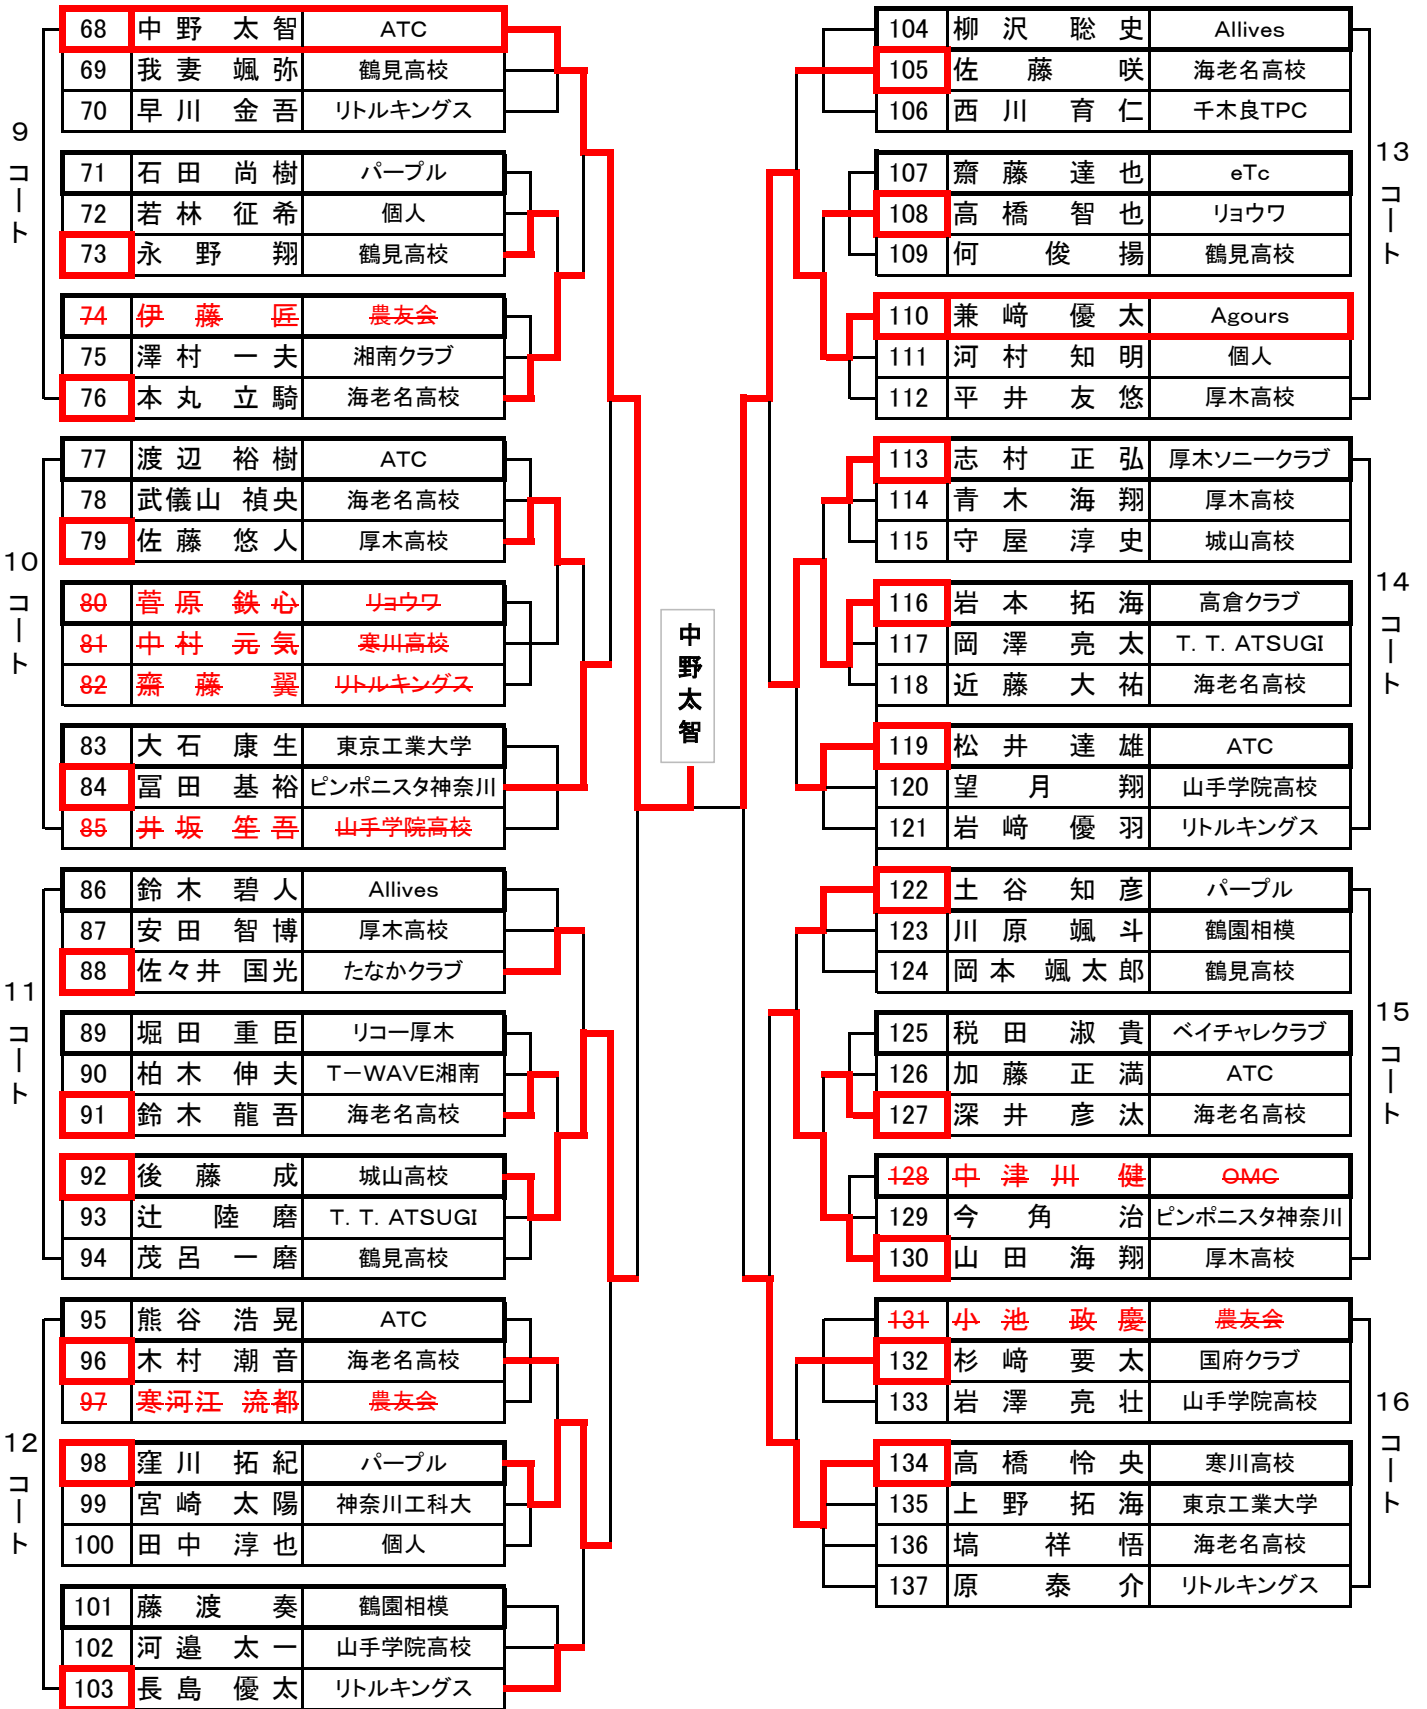 9コート
68 中野 太智 ATC
69 我妻 颯弥 鶴見高校
70 早川 金吾 リトルキングス
71 石田 尚樹 パープル
72 若林 征希 個人
73 永野 翔 鶴見高校
74 伊藤 匠 農友会
75 澤村 一夫 湘南クラブ
76 本丸 立騎 海老名高校
10コート
77 渡辺 裕樹 ATC
78 武儀山 禎央 海老名高校
79 佐藤 悠人 厚木高校
80 菅原 鉄心 リョウワ
81 中村 元気 寒川高校
82 齋藤 翼 リトルキングス
83 大石 康生 東京工業大学
84 冨田 基裕 ピンポニスタ神奈川
85 井坂 笙吾 山手学院高校
11コート
86 鈴木 碧人 Allives
87 安田 智博 厚木高校
88 佐々井 国光 たなかクラブ
89 堀田 重臣 リコー厚木
90 柏木 伸夫 T－WAVE湘南
91 鈴木 龍吾 海老名高校
92 後藤 成 城山高校
93 辻 陸磨 T．T．ATSUGI
94 茂呂 一磨 鶴見高校
12コート
95 熊谷 浩晃 ATC
96 木村 潮音 海老名高校
97 寒河江 流都 農友会
98 窪川 拓紀 パープル
99 宮崎 太陽 神奈川工科大
100 田中 淳也 個人
101 藤渡 奏 鶴園相模
102 河邉 太一 山手学院高校
103 長島 優太 リトルキングス
中野太智
13コート
104 柳沢 聡史 Allives
105 佐藤 咲 海老名高校
106 西川 育仁 千木良TPC
107 齋藤 達也 eTc
108 高橋 智也 リョウワ
109 何 俊揚 鶴見高校
110 兼﨑 優太 Agours
111 河村 知明 個人
112 平井 友悠 厚木高校
14コート
113 志村 正弘 厚木ソニークラブ
114 青木 海翔 厚木高校
115 守屋 淳史 城山高校
116 岩本 拓海 高倉クラブ
117 岡澤 亮太 T．T．ATSUGI
118 近藤 大祐 海老名高校
119 松井 達雄 ATC
120 望月 翔 山手学院高校
121 岩﨑 優羽 リトルキングス
15コート
122 土谷 知彦 パープル
123 川原 颯斗 鶴園相模
124 岡本 颯太郎 鶴見高校
125 税田 淑貴 ベイチャレクラブ
126 加藤 正満 ATC
127 深井 彦汰 海老名高校
128 中津川 健 OMC
129 今角 治 ピンポニスタ神奈川
130 山田 海翔 厚木高校
16コート
131 小池 政慶 農友会
132 杉﨑 要太 国府クラブ
133 岩澤 亮壮 山手学院高校
134 高橋 怜央 寒川高校
135 上野 拓海 東京工業大学
136 塙 祥悟 海老名高校
137 原 泰介 リトルキングス